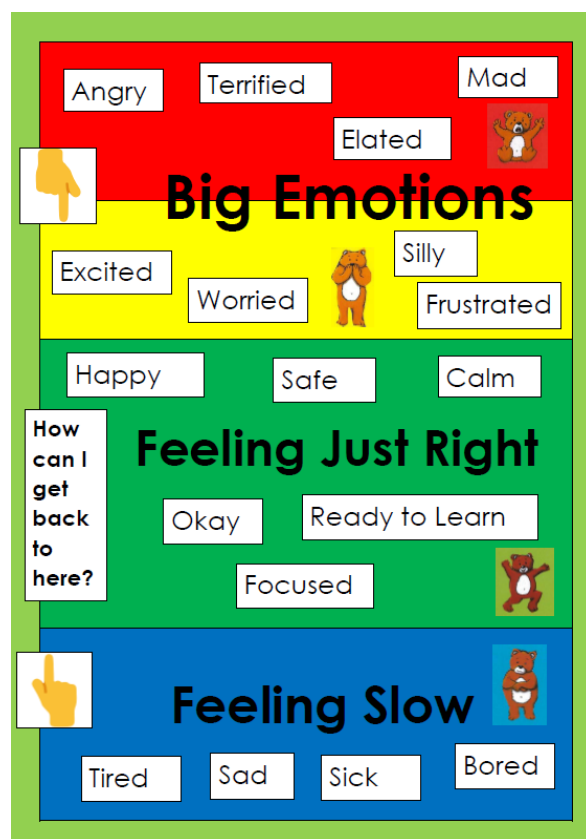 Angry
Terrified
Mad
Elated
Big Emotions
Excited
Worried
Silly
Frustrated
Happy
Safe
Calm
How
can I
get
back
to
here?
Feeling Just Right
Okay
Ready to Learn
Focused
Feeling Slow
Tired
Sad
Sick
Bored